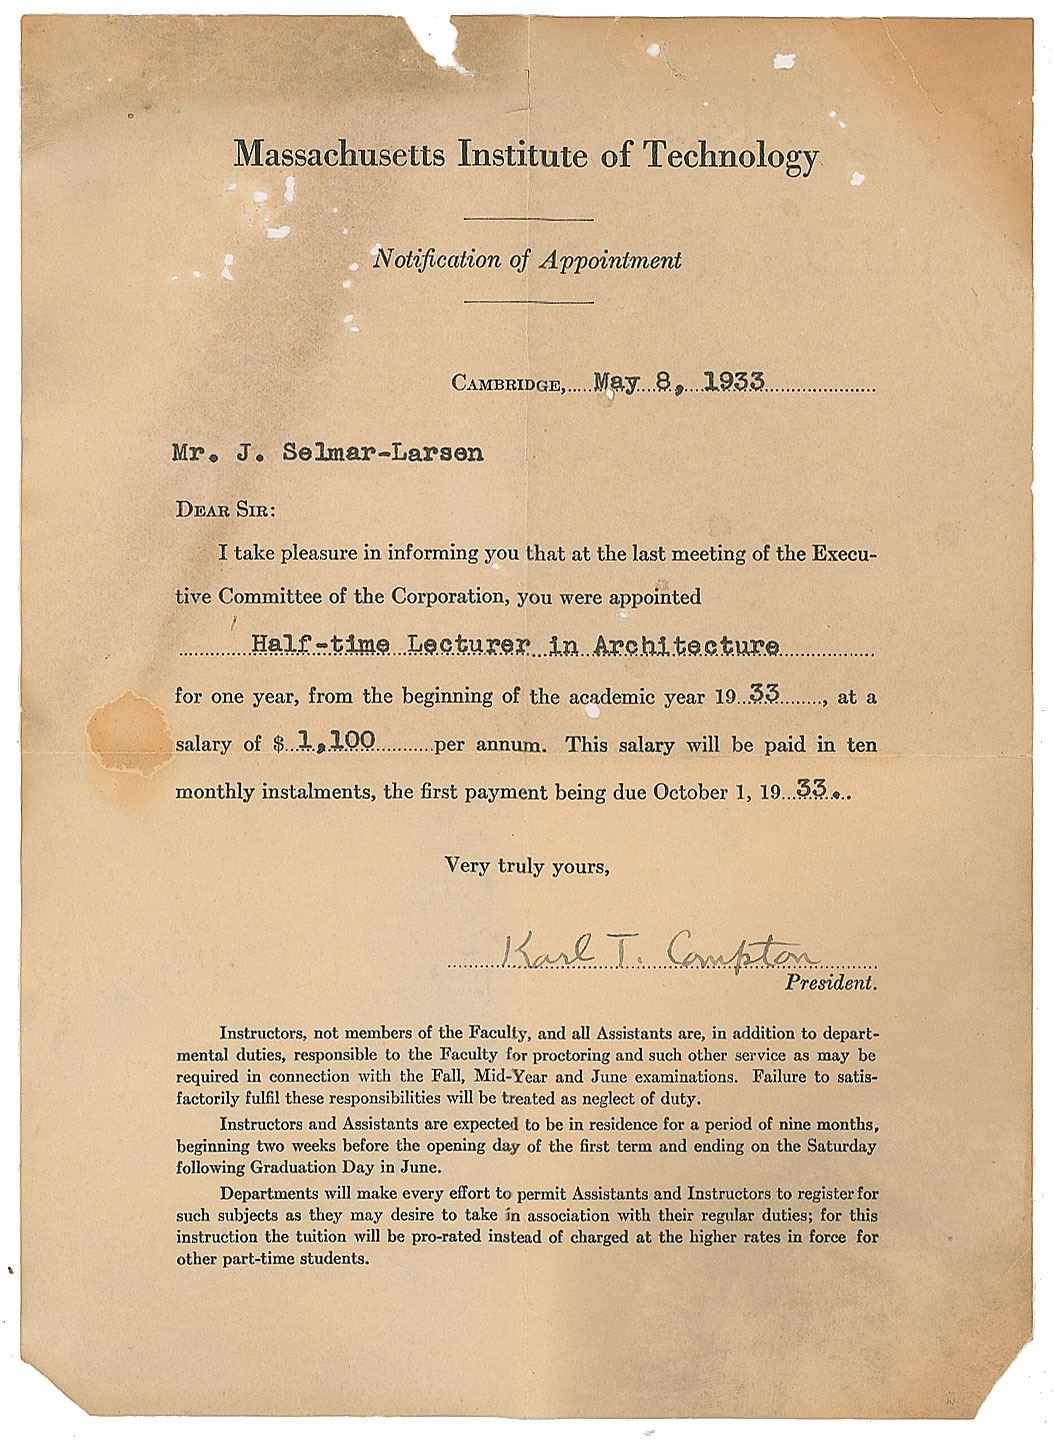 Massachusetts Institute of Technology
Notification of Appointment
CAMBRIDGE, May 8, 1933
Mr. J. Selmar-Larsen
DEAR SIR:
I take pleasure in informing you that at the last meeting of the Execu-
tive Committee of the Corporation, you were appointed
Half-time Lecturer in Architecture
for one year, from the beginning of the academic year 19 33, at a
salary of $ 1,100 per annum. This salary will be paid in ten
monthly instalments, the first payment being due October 1, 19 33.
Very truly yours,
Karl T. Compton
President.
Instructors, not members of the Faculty, and all Assistants are, in addition to depart-
mental duties, responsible to the Faculty for proctoring and such other service as may be
required in connection with the Fall, Mid-Year and June examinations. Failure to satis-
factorily fulfil these responsibilities will be treated as neglect of duty.
Instructors and Assistants are expected to be in residence for a period of nine months,
beginning two weeks before the opening day of the first term and ending on the Saturday
following Graduation Day in June.
Departments will make every effort to permit Assistants and Instructors to register for
such subjects as they may desire to take in association with their regular duties; for this
instruction the tuition will be pro-rated instead of charged at the higher rates in force for
other part-time students.